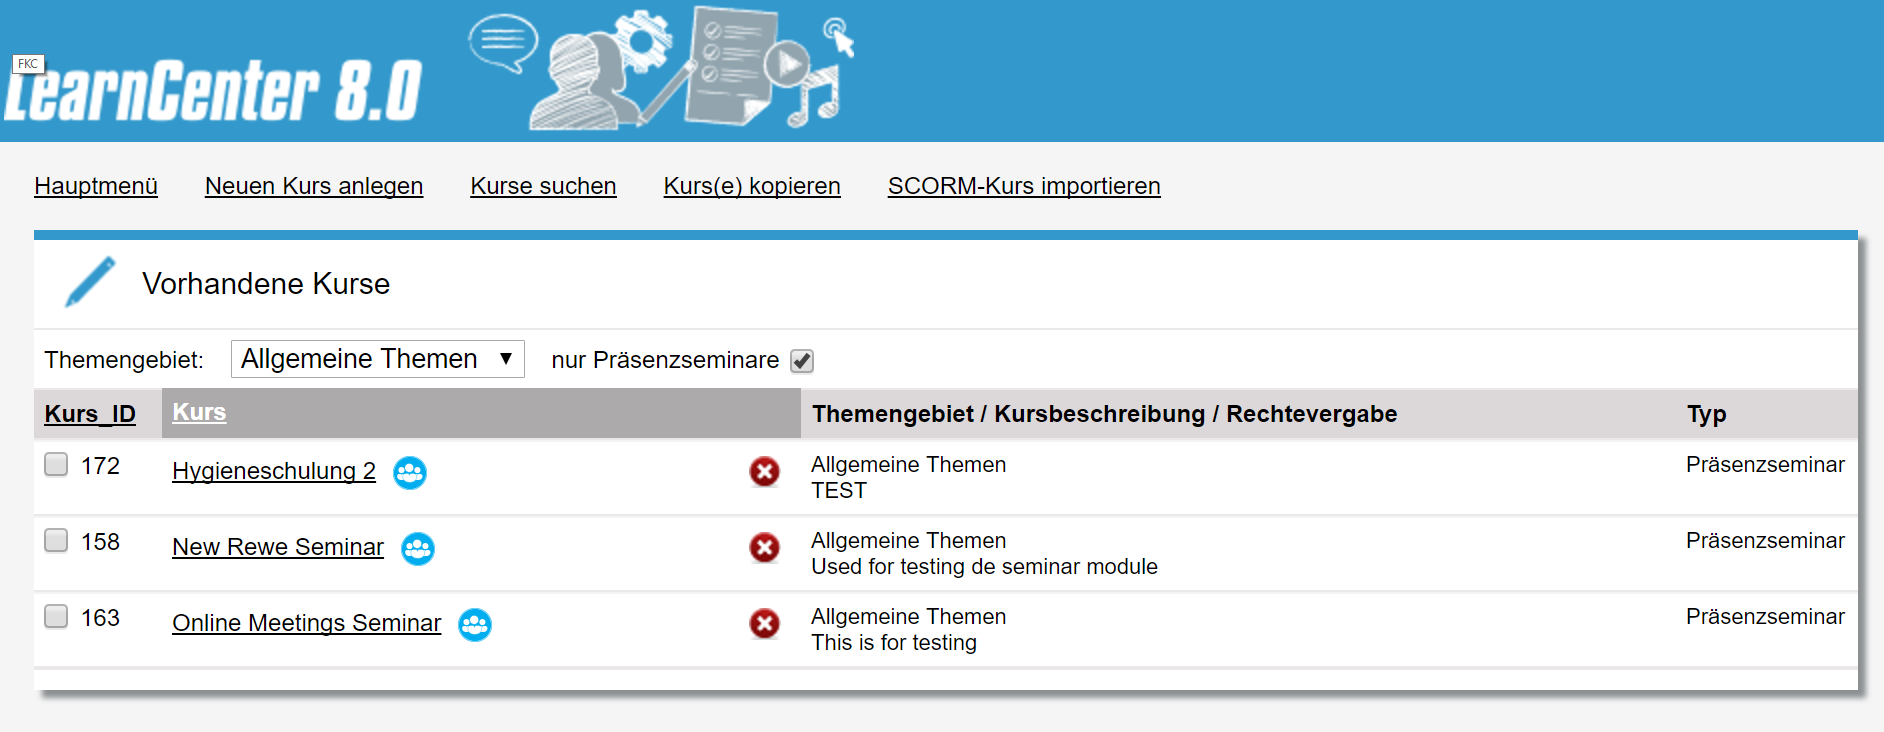 FKC
LearnCenter 8.0
Hauptmenü Neuen Kurs anlegen Kurse suchen Kurs(e) kopieren SCORM-Kurs importieren
Vorhandene Kurse
Themengebiet: Allgemeine Themen nur Präsenzseminare
Kurs_ID Kurs Themengebiet / Kursbeschreibung / Rechtevergabe Typ
172 Hygieneschulung 2 Allgemeine Themen Präsenzseminar
TEST
158 New Rewe Seminar Allgemeine Themen Präsenzseminar
Used for testing de seminar module
163 Online Meetings Seminar Allgemeine Themen Präsenzseminar
This is for testing